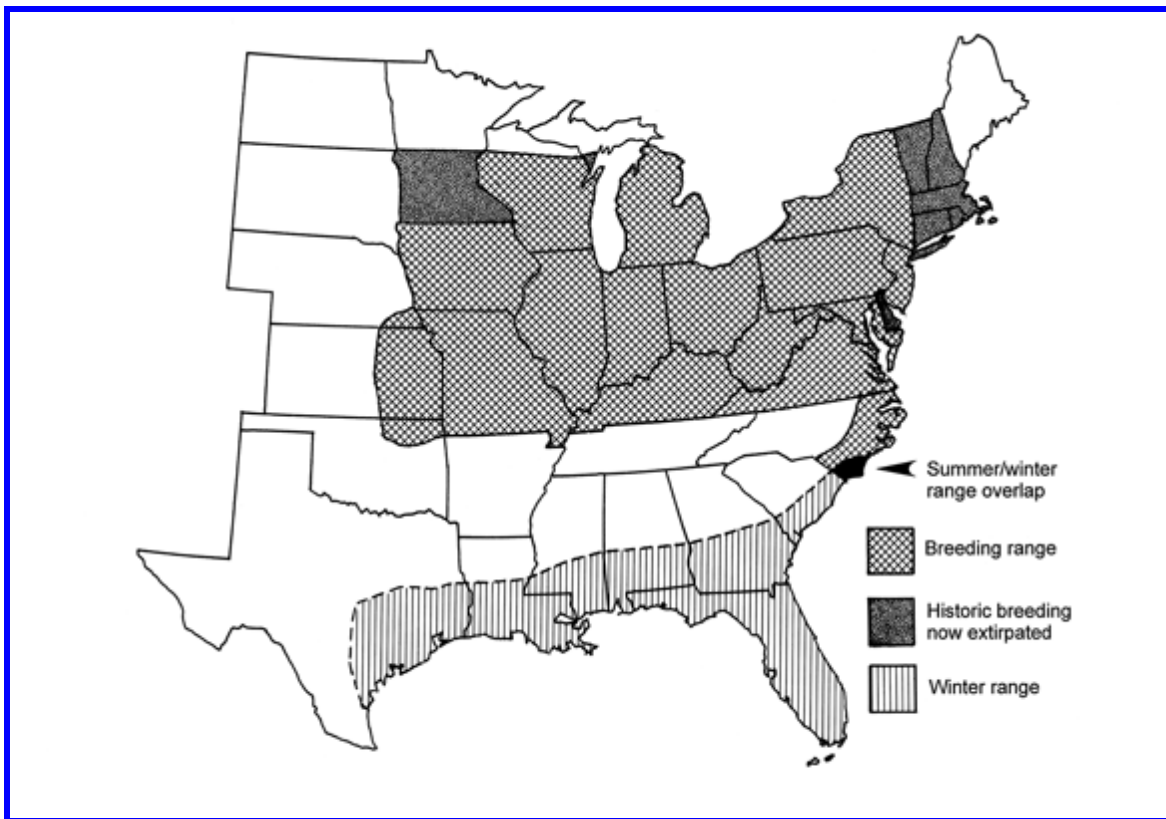 Summer/winter
range overlap
Breeding range
Historic breeding
now extirpated
Winter range